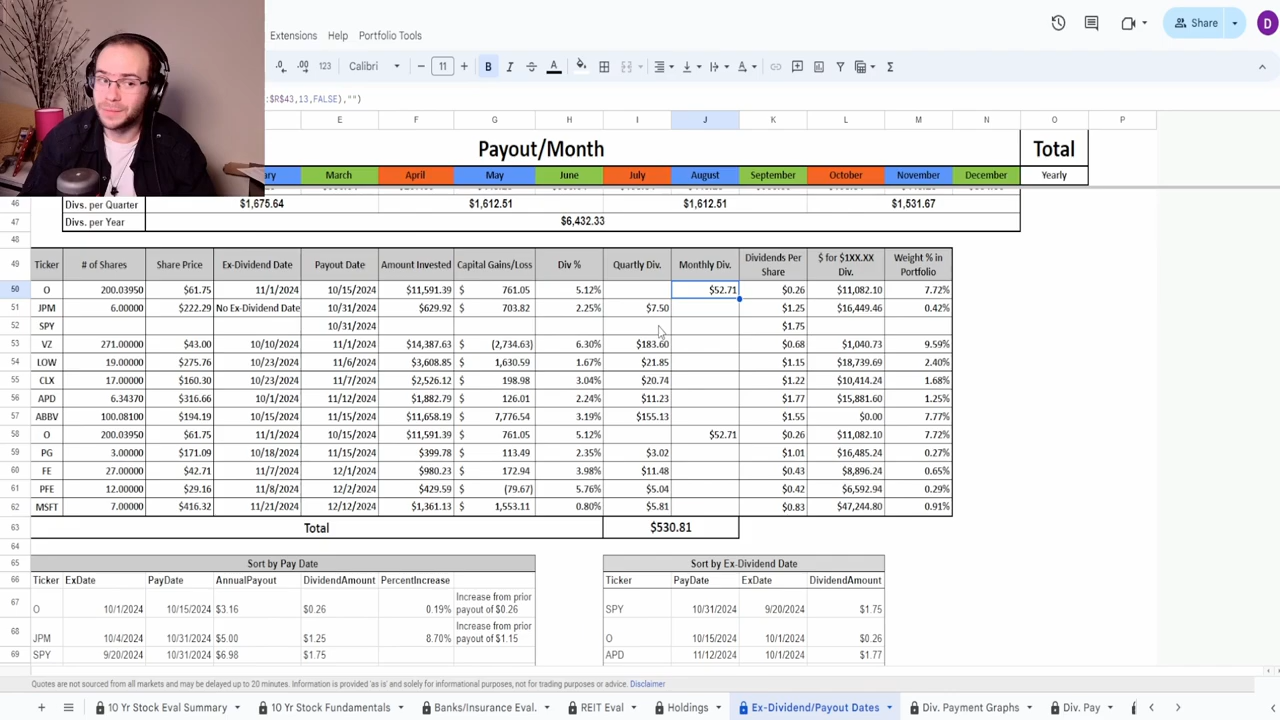 Extensions Help Portfolio Tools Share D
.0 .00 123 Calibri − 11 + B I A Σ
:$R$43,13,FALSE),"")
E F G H I J K L M N O P
Payout/Month Total
March April May June July August September October November December Yearly
46 Divs. per Quarter $1,675.64 $1,612.51 $1,612.51 $1,531.67
47 Divs. per Year $6,432.33
48
49 Ticker # of Shares Share Price Ex-Dividend Date Payout Date Amount Invested Capital Gains/Loss Div % Quartly Div. Monthly Div. Dividends Per Share $ for $1XX.XX Div. Weight % in Portfolio
50 O 200.03950 $61.75 11/1/2024 10/15/2024 $11,591.39 $ 761.05 5.12% $52.71 $0.26 $11,082.10 7.72%
51 JPM 6.00000 $222.29 No Ex-Dividend Date 10/31/2024 $629.92 $ 703.82 2.25% $7.50 $1.25 $16,449.46 0.42%
52 SPY 10/31/2024 $1.75
53 VZ 271.00000 $43.00 10/10/2024 11/1/2024 $14,387.63 $ (2,734.63) 6.30% $183.60 $0.68 $1,040.73 9.59%
54 LOW 19.00000 $275.76 10/23/2024 11/6/2024 $3,608.85 $ 1,630.59 1.67% $21.85 $1.15 $18,739.69 2.40%
55 CLX 17.00000 $160.30 10/23/2024 11/7/2024 $2,526.12 $ 198.98 3.04% $20.74 $1.22 $10,414.24 1.68%
56 APD 6.34370 $316.66 10/1/2024 11/12/2024 $1,882.79 $ 126.01 2.24% $11.23 $1.77 $15,881.60 1.25%
57 ABBV 100.08100 $194.19 10/15/2024 11/15/2024 $11,658.19 $ 7,776.54 3.19% $155.13 $1.55 $0.00 7.77%
58 O 200.03950 $61.75 11/1/2024 10/15/2024 $11,591.39 $ 761.05 5.12% $52.71 $0.26 $11,082.10 7.72%
59 PG 3.00000 $171.09 10/18/2024 11/15/2024 $399.78 $ 113.49 2.35% $3.02 $1.01 $16,485.24 0.27%
60 FE 27.00000 $42.71 11/7/2024 12/1/2024 $980.23 $ 172.94 3.98% $11.48 $0.43 $8,896.24 0.65%
61 PFE 12.00000 $29.16 11/8/2024 12/2/2024 $429.59 $ (79.67) 5.76% $5.04 $0.42 $6,592.94 0.29%
62 MSFT 7.00000 $416.32 11/21/2024 12/12/2024 $1,361.13 $ 1,553.11 0.80% $5.81 $0.83 $47,244.80 0.91%
63 Total $530.81
64
65 Sort by Pay Date Sort by Ex-Dividend Date
66 Ticker ExDate PayDate AnnualPayout DividendAmount PercentIncrease Ticker PayDate ExDate DividendAmount
67 O 10/1/2024 10/15/2024 $3.16 $0.26 0.19% Increase from prior payout of $0.26 SPY 10/31/2024 9/20/2024 $1.75
68 JPM 10/4/2024 10/31/2024 $5.00 $1.25 8.70% Increase from prior payout of $1.15 O 10/15/2024 10/1/2024 $0.26
69 SPY 9/20/2024 10/31/2024 $6.98 $1.75 APD 11/12/2024 10/1/2024 $1.77
Quotes are not sourced from all markets and may be delayed up to 20 minutes. Information is provided 'as is' and solely for informational purposes, not for trading purposes or advice. Disclaimer
+ 10 Yr Stock Eval Summary 10 Yr Stock Fundamentals Banks/Insurance Eval. REIT Eval Holdings Ex-Dividend/Payout Dates Div. Payment Graphs Div. Pay